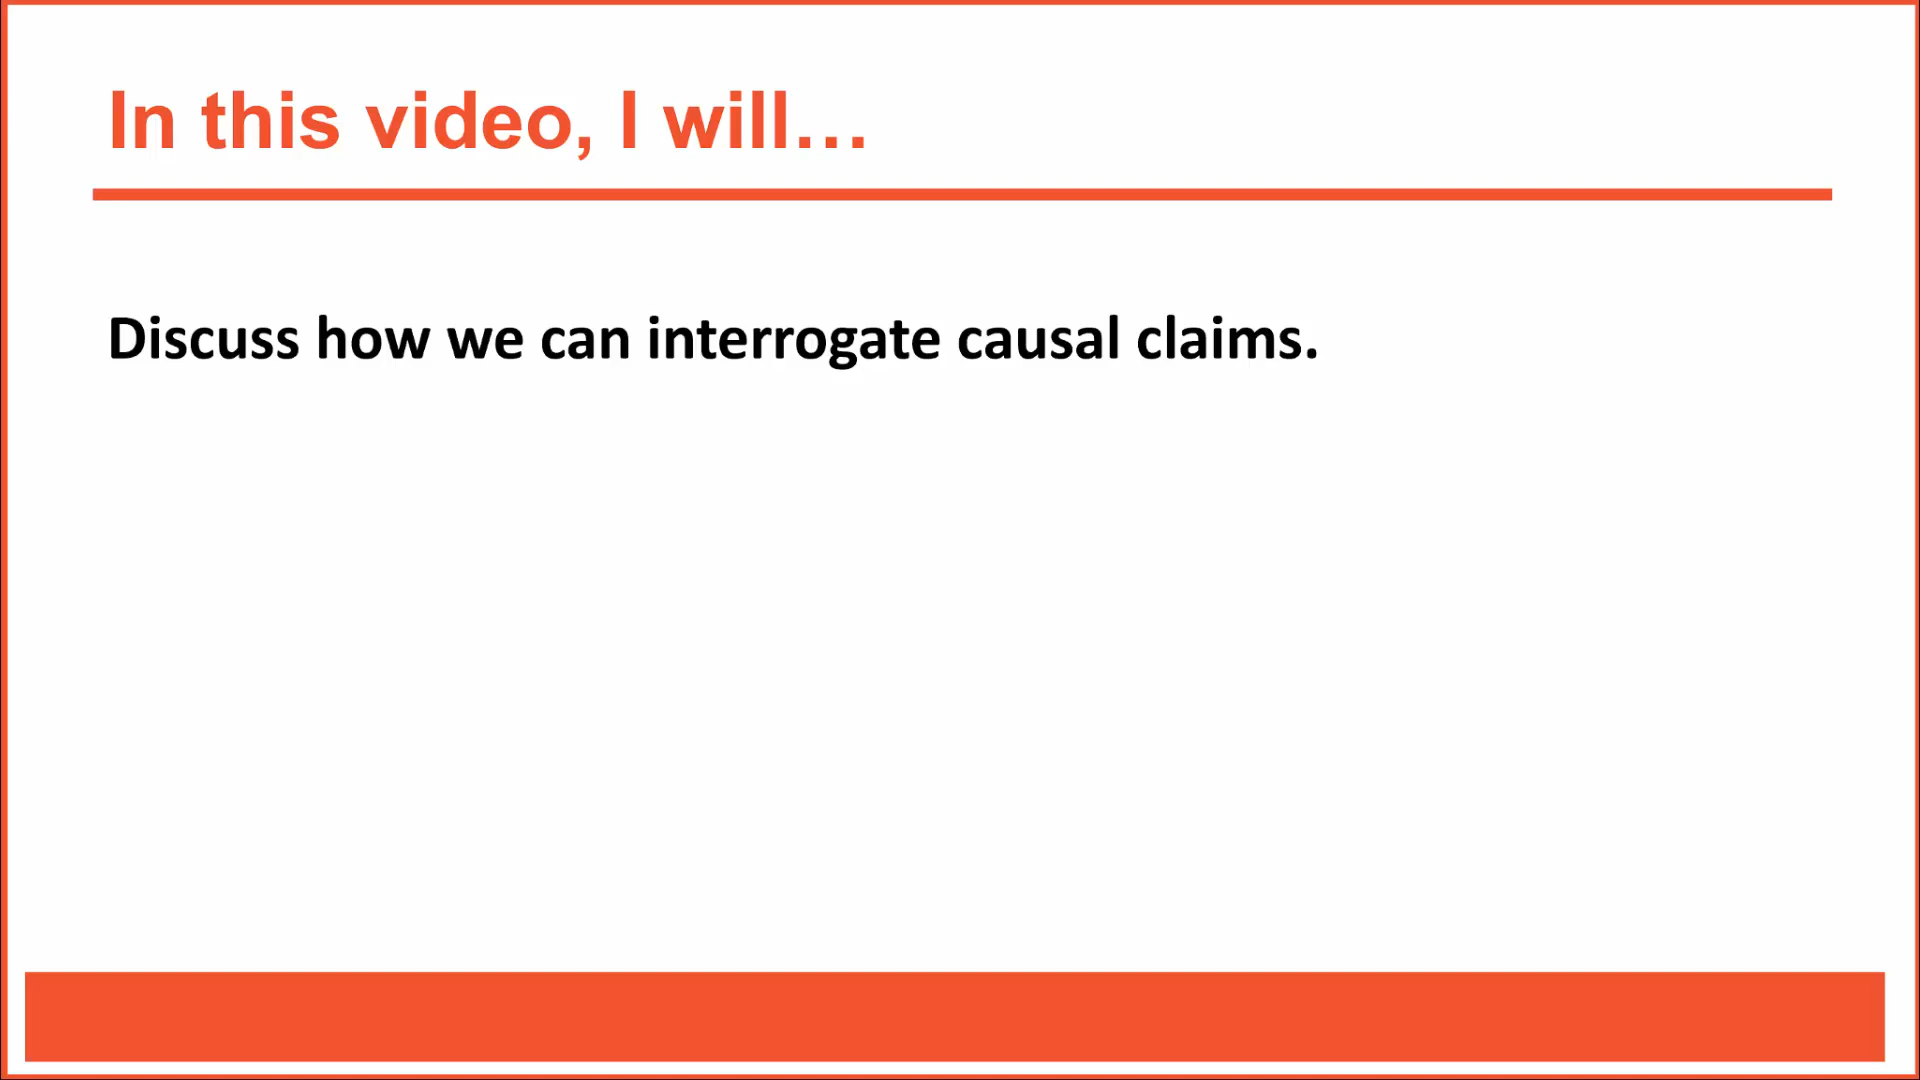 In this video, I will…
Discuss how we can interrogate causal claims.